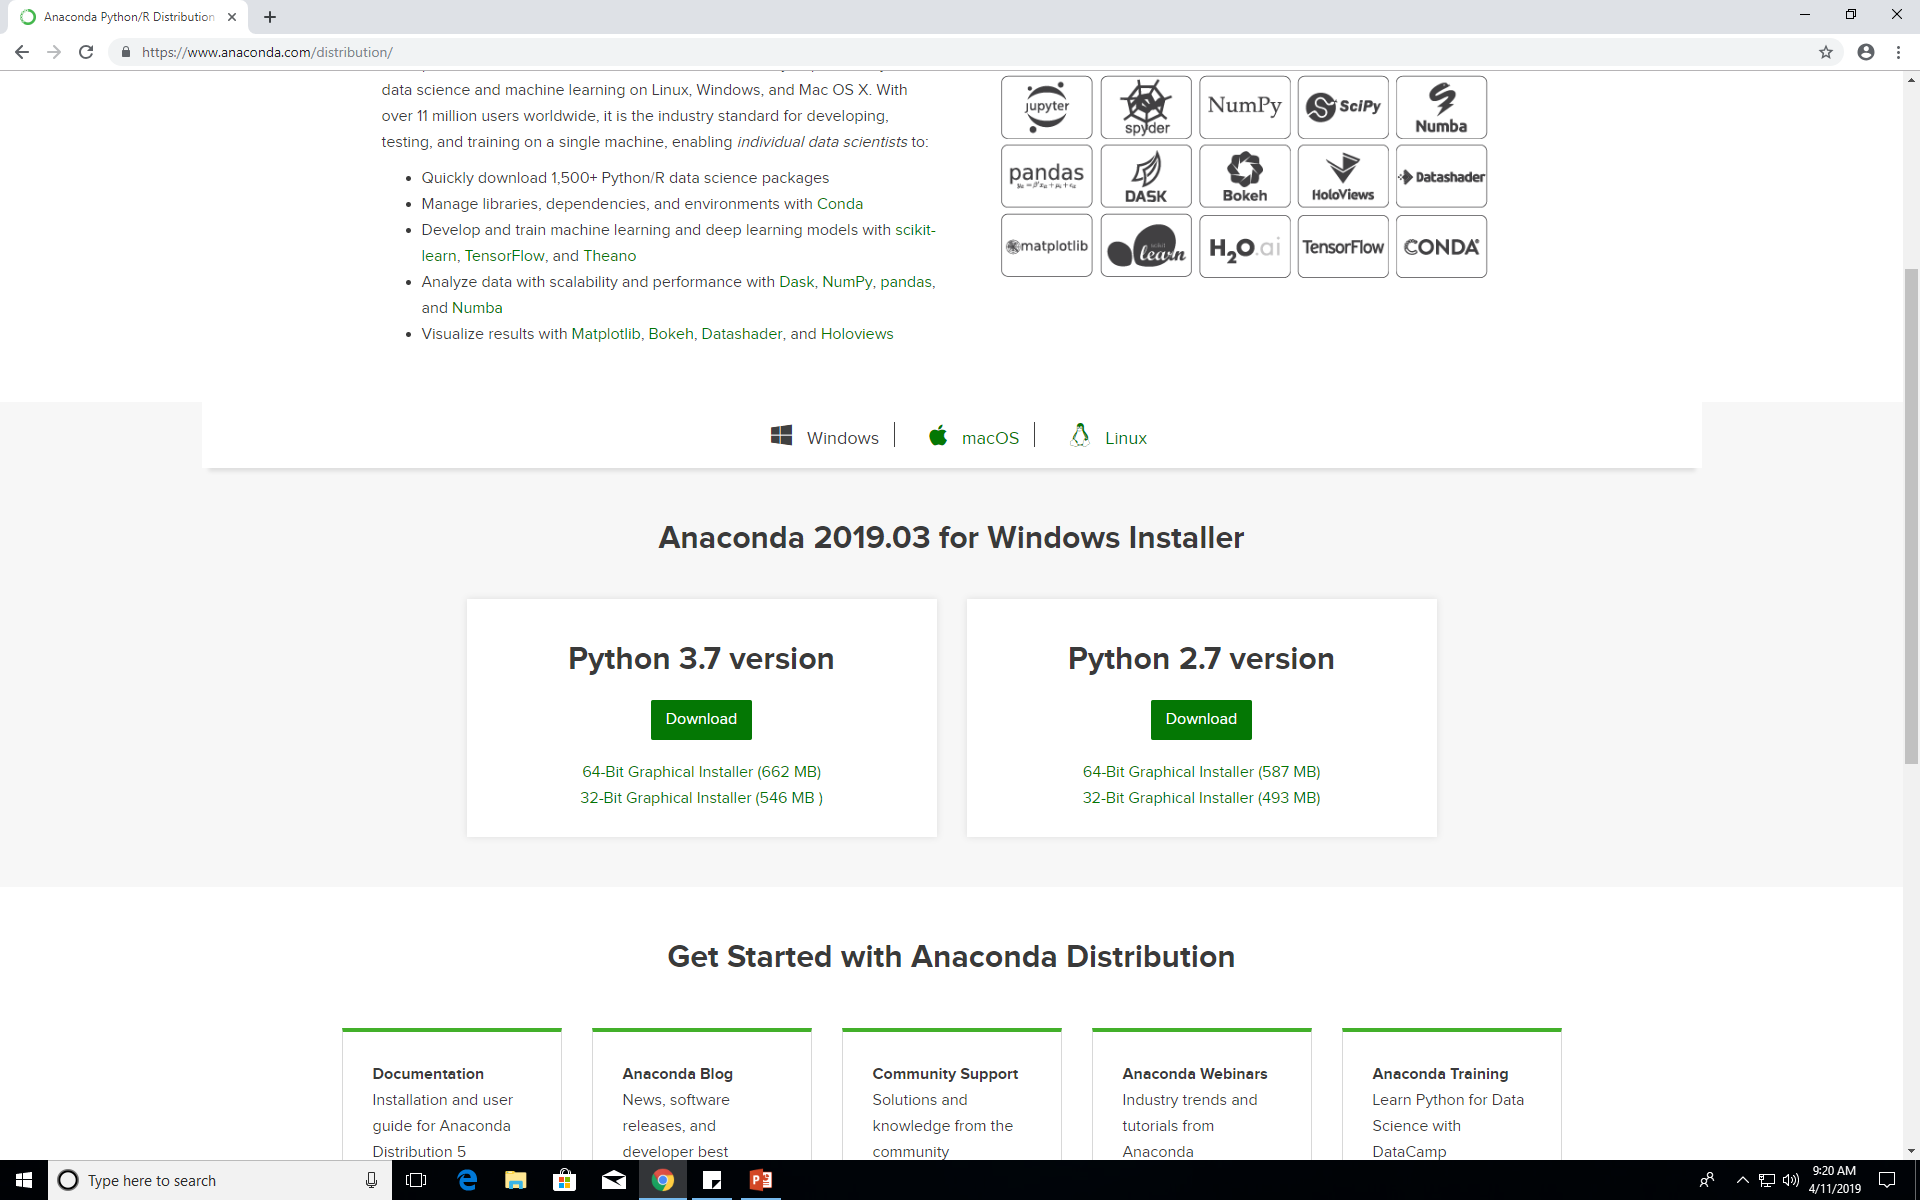 Anaconda Python/R Distribution
https://www.anaconda.com/distribution/
data science and machine learning on Linux, Windows, and Mac OS X. With
over 11 million users worldwide, it is the industry standard for developing,
testing, and training on a single machine, enabling individual data scientists to:
• Quickly download 1,500+ Python/R data science packages
• Manage libraries, dependencies, and environments with Conda
• Develop and train machine learning and deep learning models with scikit-
learn, TensorFlow, and Theano
• Analyze data with scalability and performance with Dask, NumPy, pandas,
and Numba
• Visualize results with Matplotlib, Bokeh, Datashader, and Holoviews
jupyter spyder NumPy SciPy Numba
pandas DASK Bokeh HoloViews Datashader
matplotlib scikit learn H2O.ai TensorFlow CONDA
Windows macOS Linux
Anaconda 2019.03 for Windows Installer
Python 3.7 version
Download
64-Bit Graphical Installer (662 MB)
32-Bit Graphical Installer (546 MB )
Python 2.7 version
Download
64-Bit Graphical Installer (587 MB)
32-Bit Graphical Installer (493 MB)
Get Started with Anaconda Distribution
Documentation
Installation and user
guide for Anaconda
Distribution 5
Anaconda Blog
News, software
releases, and
developer best
Community Support
Solutions and
knowledge from the
community
Anaconda Webinars
Industry trends and
tutorials from
Anaconda
Anaconda Training
Learn Python for Data
Science with
DataCamp
Type here to search
9:20 AM
4/11/2019